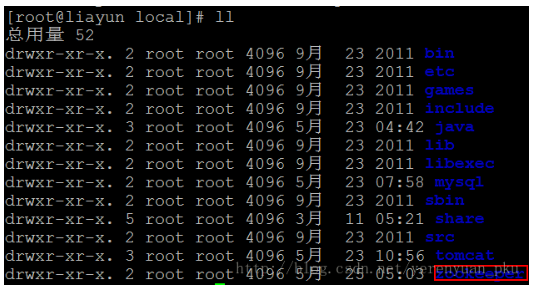 [root@liayun local]# ll
总用量 52
drwxr-xr-x. 2 root root 4096 9月 23 2011 bin
drwxr-xr-x. 2 root root 4096 9月 23 2011 etc
drwxr-xr-x. 2 root root 4096 9月 23 2011 games
drwxr-xr-x. 2 root root 4096 9月 23 2011 include
drwxr-xr-x. 3 root root 4096 5月 23 04:42 java
drwxr-xr-x. 2 root root 4096 9月 23 2011 lib
drwxr-xr-x. 2 root root 4096 9月 23 2011 libexec
drwxr-xr-x. 2 root root 4096 5月 23 07:58 mysql
drwxr-xr-x. 2 root root 4096 9月 23 2011 sbin
drwxr-xr-x. 5 root root 4096 3月 11 05:21 share
drwxr-xr-x. 2 root root 4096 9月 23 2011 src
drwxr-xr-x. 3 root root 4096 5月 23 10:56 tomcat
drwxr-xr-x. 2 root root 4096 5月 25 05:03 zookweper
http://blog.csdn.net/yerenyuan_pku